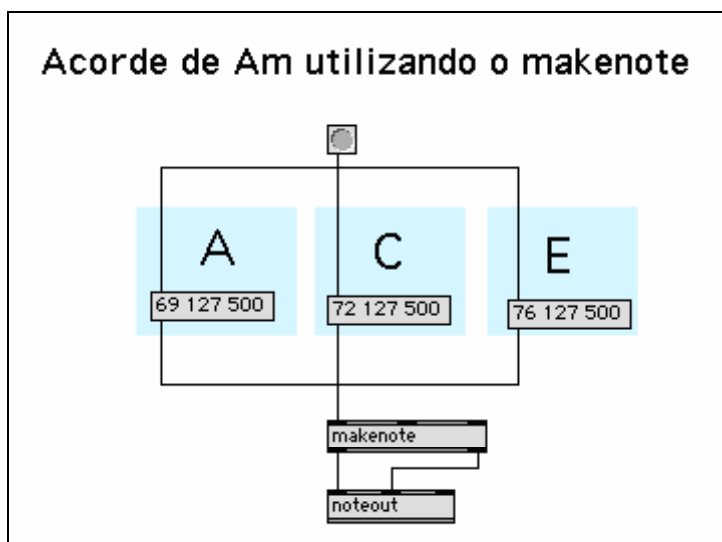 Acorde de Am utilizando o makenote
A C E
69 127 500 72 127 500 76 127 500
makenote
noteout